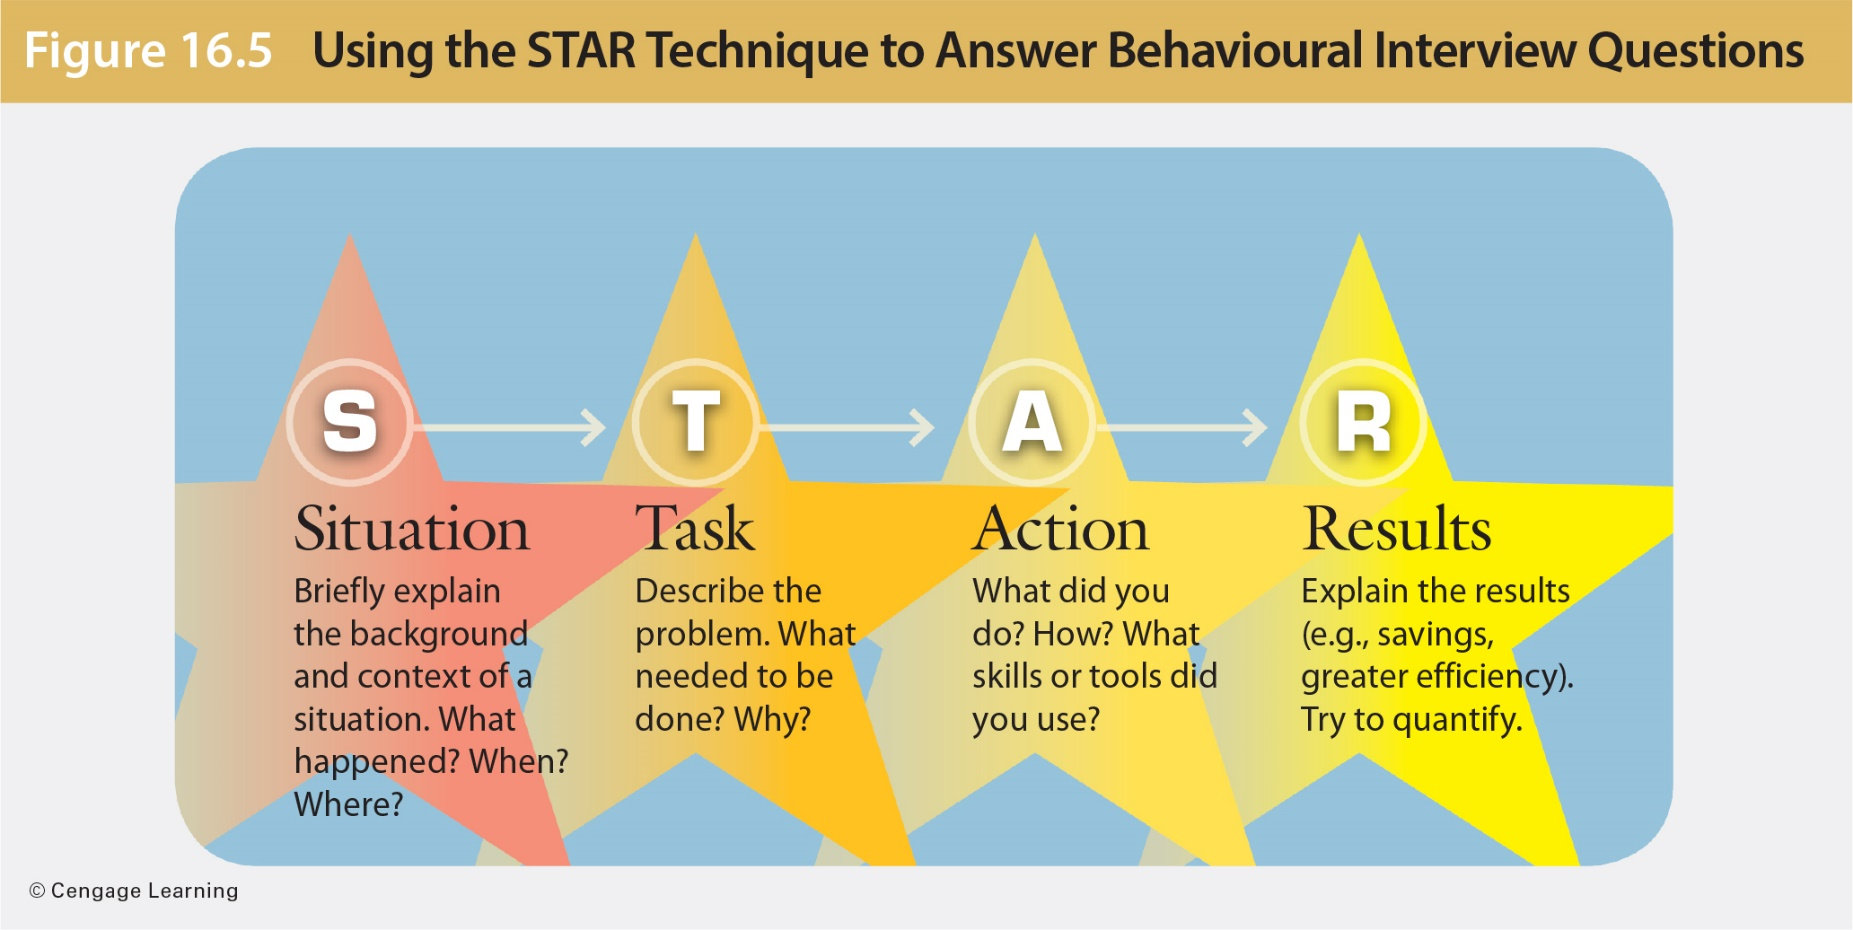 Figure 16.5 Using the STAR Technique to Answer Behavioural Interview Questions
S
T
A
R
Situation
Briefly explain
the background
and context of a
situation. What
happened? When?
Where?
Task
Describe the
problem. What
needed to be
done? Why?
Action
What did you
do? How? What
skills or tools did
you use?
Results
Explain the results
(e.g., savings,
greater efficiency).
Try to quantify.
© Cengage Learning